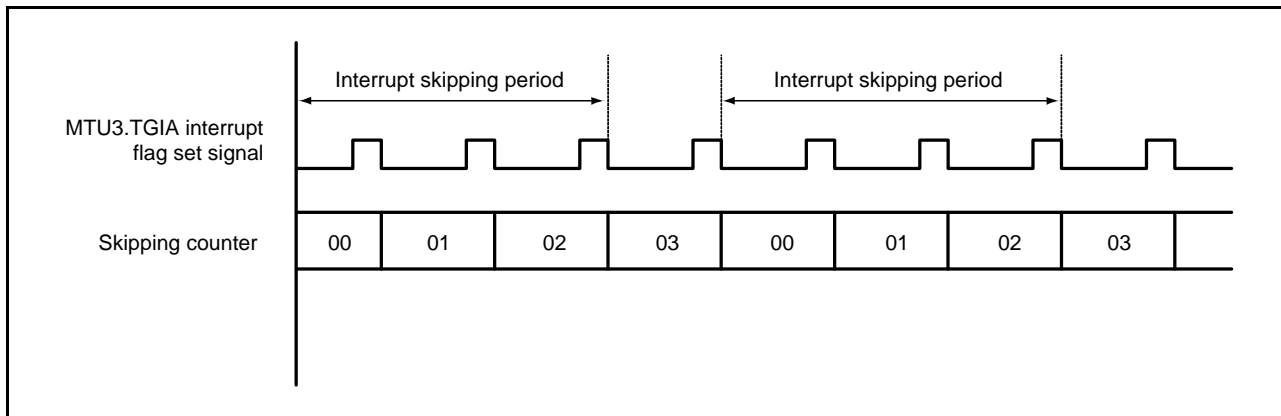 Interrupt skipping period
Interrupt skipping period
MTU3.TGIA interrupt
flag set signal
Skipping counter
00
01
02
03
00
01
02
03